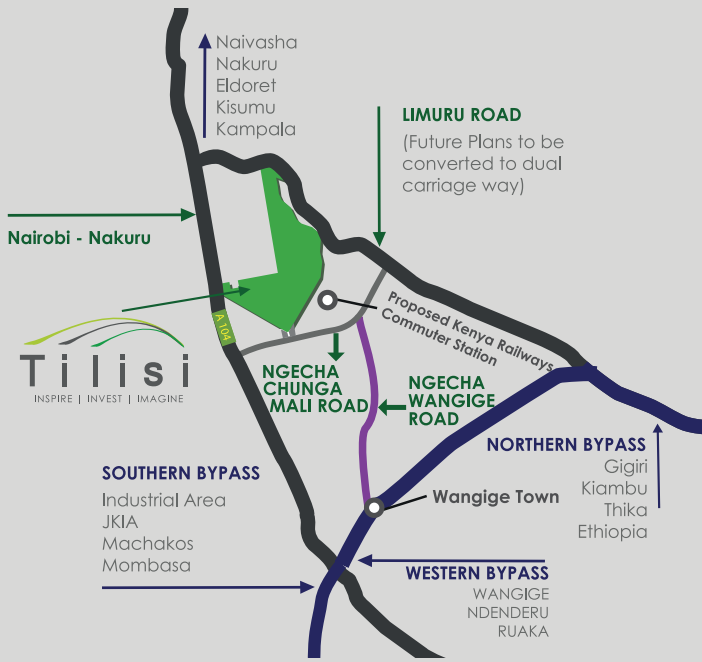 Naivasha
Nakuru
Eldoret
Kisumu
Kampala
LIMURU ROAD
(Future Plans to be
converted to dual
carriage way)
Nairobi - Nakuru
A 104
Proposed Kenya Railways
Commuter Station
Tilisi
INSPIRE | INVEST | IMAGINE
NGECHA
CHUNGA
MALI ROAD
NGECHA
WANGIGE
ROAD
NORTHERN BYPASS
Gigiri
Kiambu
Thika
Ethiopia
SOUTHERN BYPASS
Industrial Area
JKIA
Machakos
Mombasa
Wangige Town
WESTERN BYPASS
WANGIGE
NDENDERU
RUAKA